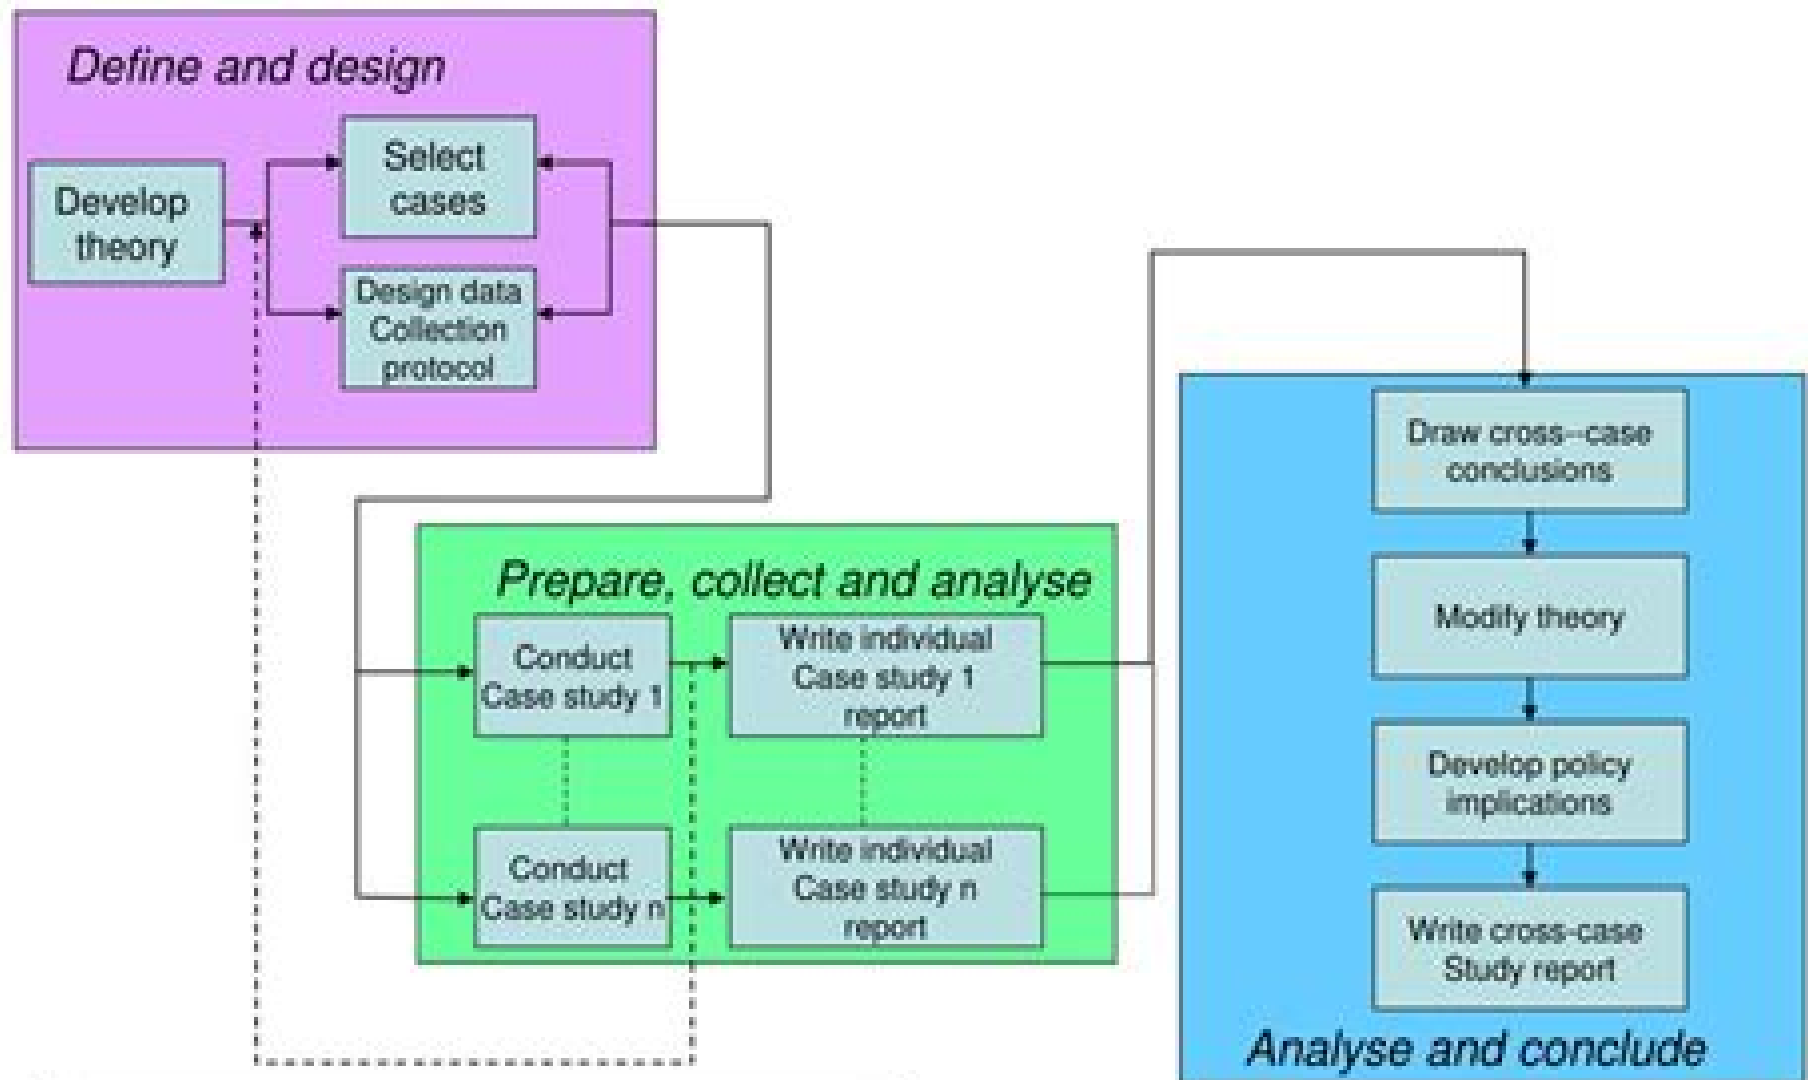 Define and design
Develop
theory
Select
cases
Design data
Collection
protocol
Prepare, collect and analyse
Conduct
Case study 1
Write individual
Case study 1
report
Conduct
Case study n
Write individual
Case study n
report
Draw cross--case
conclusions
Modify theory
Develop policy
implications
Write cross-case
Study report
Analyse and conclude